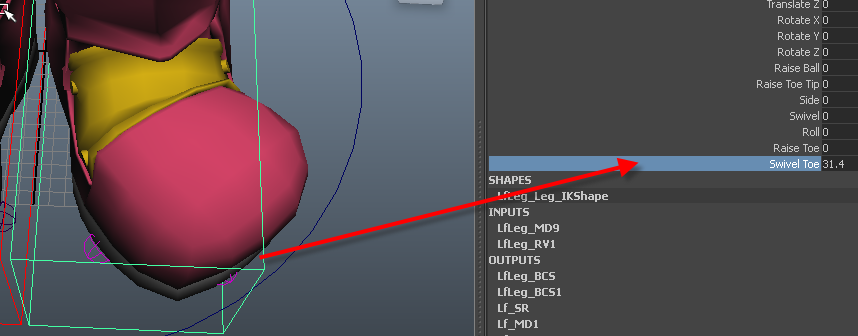 Translate Z 0
Rotate X 0
Rotate Y 0
Rotate Z 0
Raise Ball 0
Raise Toe Tip 0
Side 0
Swivel 0
Roll 0
Raise Toe 0
Swivel Toe 31.4
SHAPES
LfLeg_Leg_IKShape
INPUTS
LfLeg_MD9
LfLeg_RV1
OUTPUTS
LfLeg_BCS
LfLeg_BCS1
Lf_SR
Lf_MD1